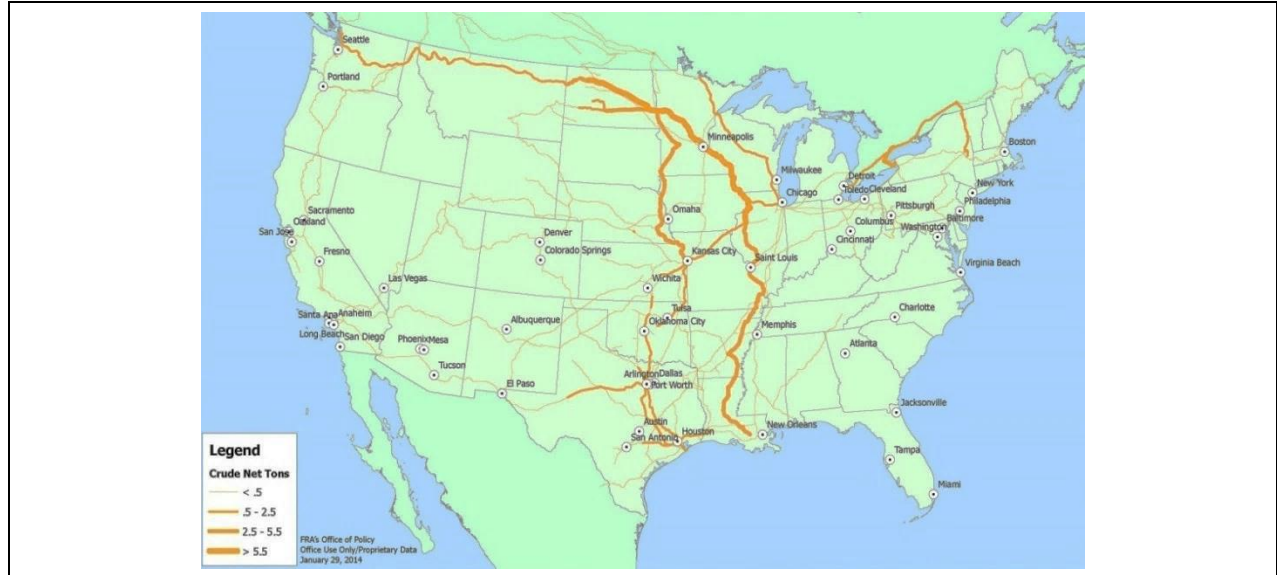 Seattle
Portland
Minneapolis
Boston
Milwaukee
Detroit
Chicago
Toledo
Cleveland
New York
Omaha
Pittsburgh
Philadelphia
Sacramento
Oakland
San Jose
Denver
Columbus
Washington
Baltimore
Colorado Springs
Kansas City
Cincinnati
Fresno
Saint Louis
Virginia Beach
Las Vegas
Wichita
Tulsa
Santa Ana
Anaheim
Albuquerque
Oklahoma City
Memphis
Charlotte
Long Beach
San Diego
Phoenix
Mesa
Atlanta
Tucson
Arlington
Dallas
Fort Worth
El Paso
Jacksonville
Austin
Houston
New Orleans
San Antonio
Tampa
Miami
Legend
Crude Net Tons
< .5
.5 - 2.5
2.5 - 5.5
> 5.5
FRA's Office of Policy
Office Use Only/Proprietary Data
January 29, 2014